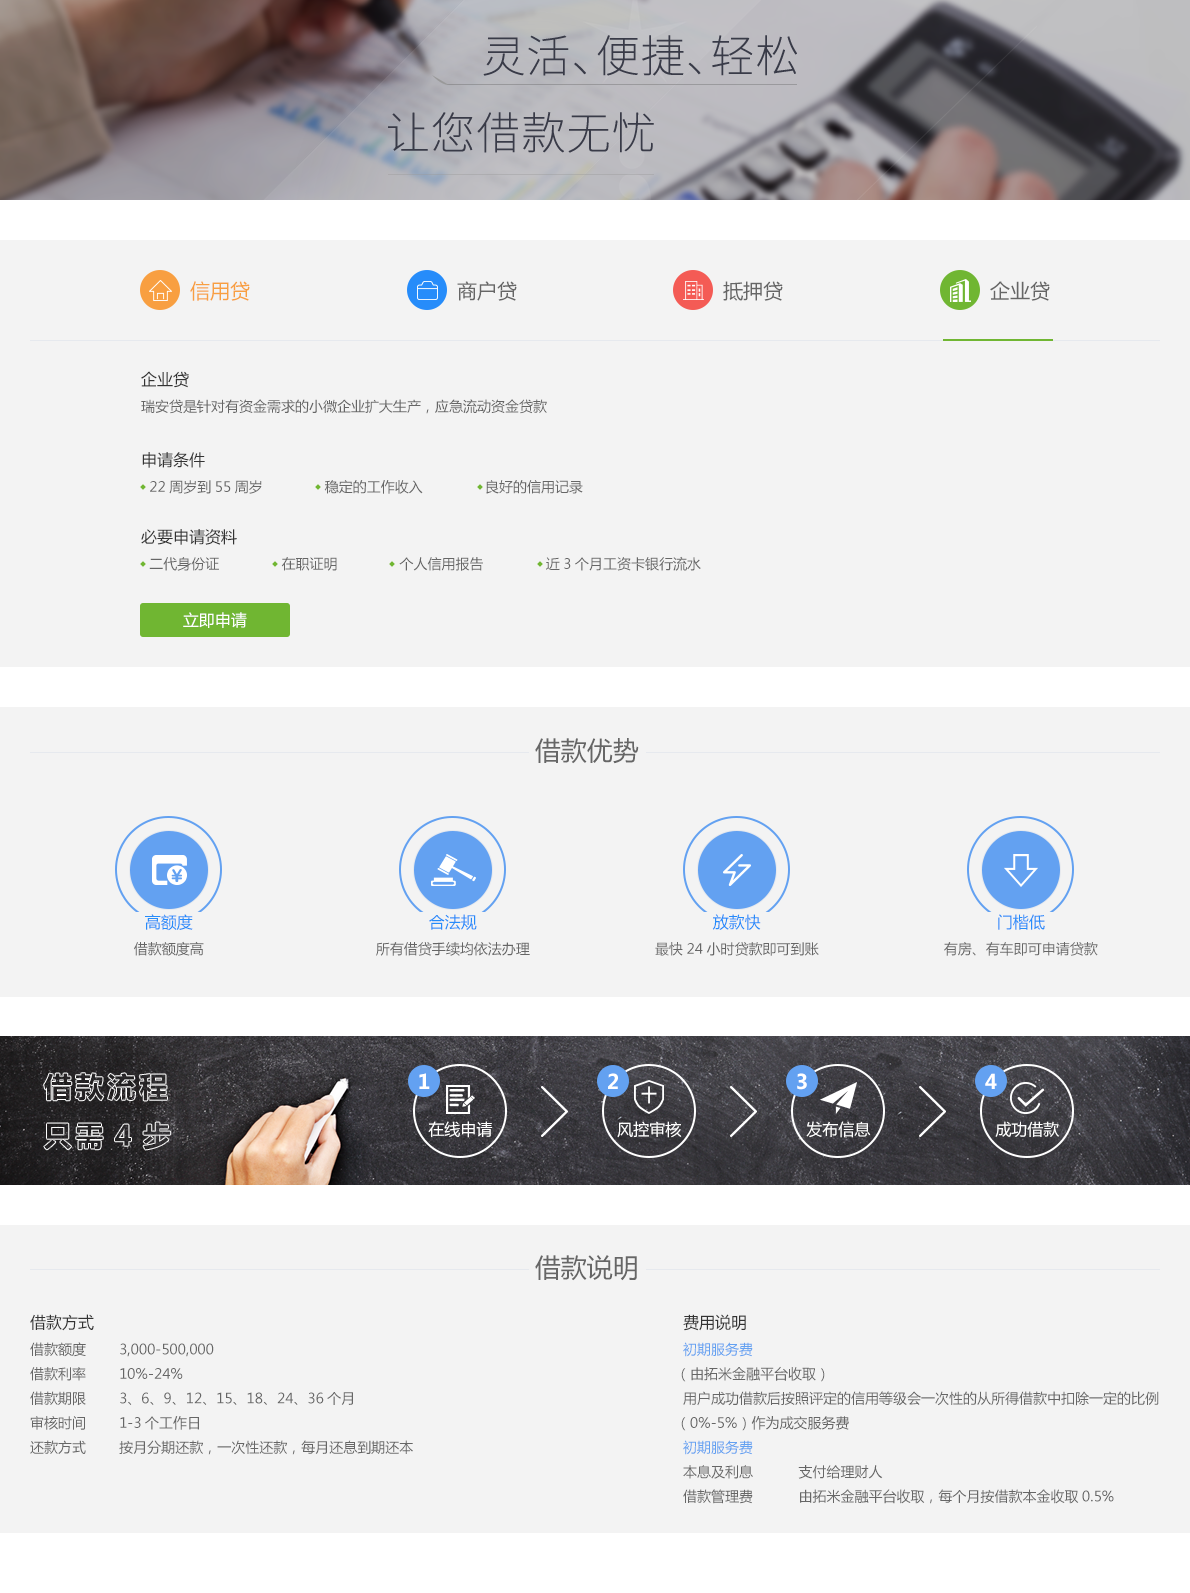 灵活、便捷、轻松
让您借款无忧
信用贷 商户贷 抵押贷 企业贷
企业贷
瑞安贷是针对有资金需求的小微企业扩大生产，应急流动资金贷款
申请条件
22 周岁到 55 周岁 稳定的工作收入 良好的信用记录
必要申请资料
二代身份证 在职证明 个人信用报告 近 3 个月工资卡银行流水
立即申请
借款优势
高额度 合法规 放款快 门楷低
借款额度高 所有借贷手续均依法办理 最快 24 小时贷款即可到账 有房、有车即可申请贷款
借款流程
只需 4 步
1 2 3 4
在线申请 风控审核 发布信息 成功借款
借款说明
借款方式
借款额度 3,000-500,000
借款利率 10%-24%
借款期限 3、6、9、12、15、18、24、36 个月
审核时间 1-3 个工作日
还款方式 按月分期还款，一次性还款，每月还息到期还本
费用说明
初期服务费
（由拓米金融平台收取）
用户成功借款后按照评定的信用等级会一次性的从所得借款中扣除一定的比例
（0%-5%）作为成交服务费
初期服务费
本息及利息 支付给理财人
借款管理费 由拓米金融平台收取，每个月按借款本金收取 0.5%